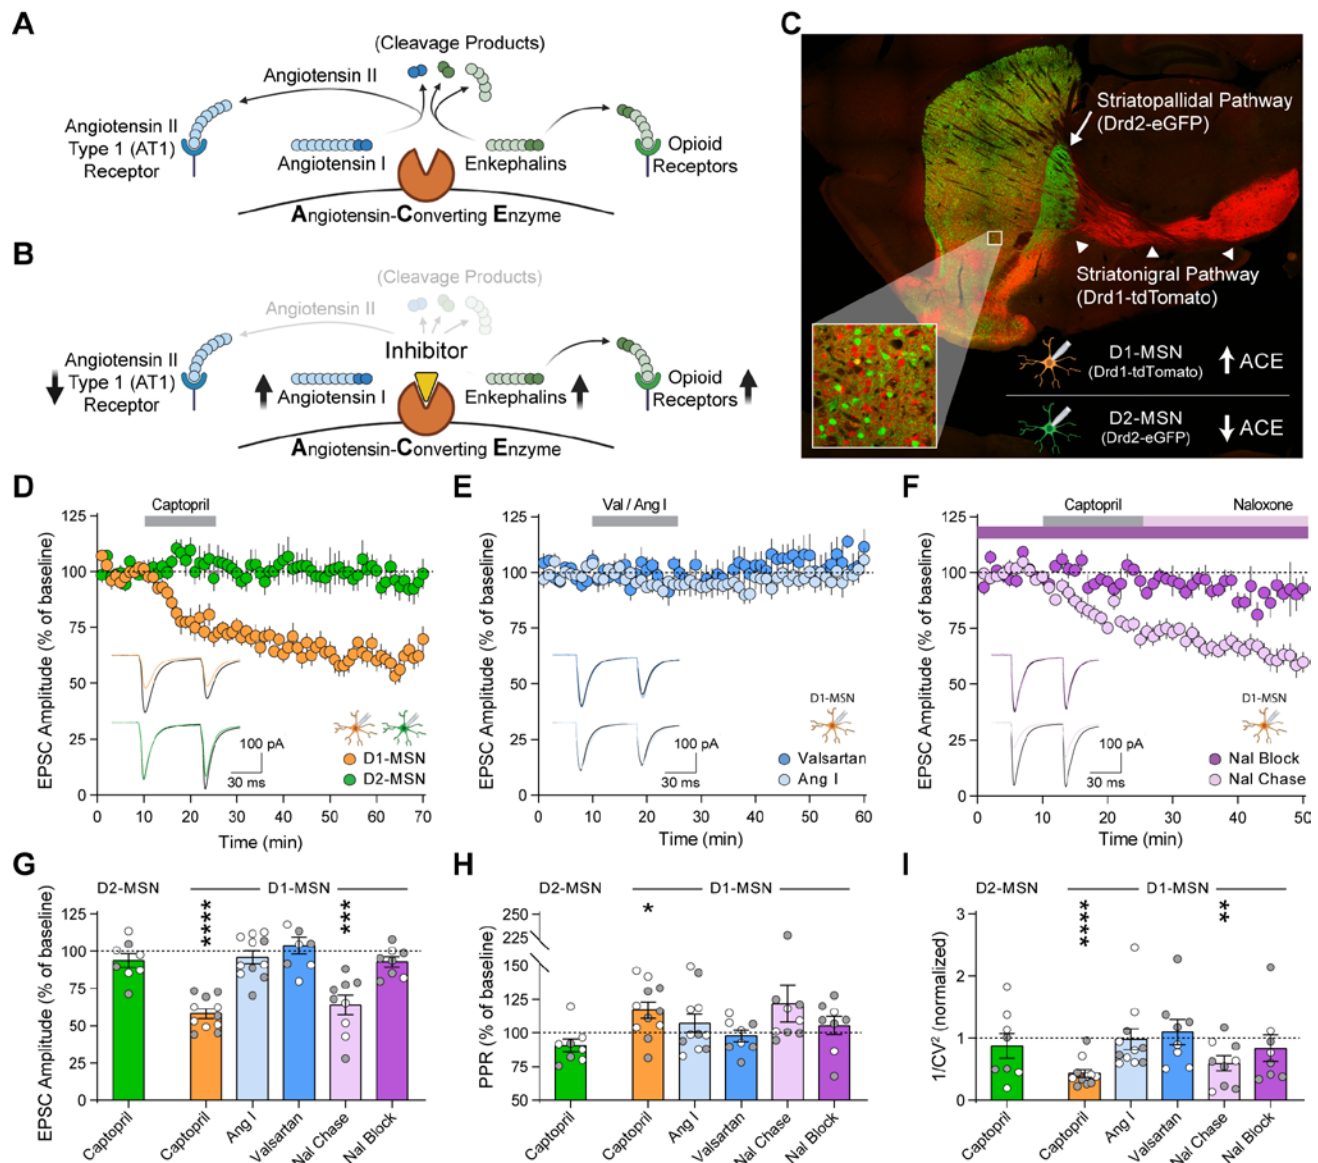 A
(Cleavage Products)
Angiotensin II
Angiotensin II
Type 1 (AT1)
Receptor
Angiotensin I
Enkephalins
Opioid
Receptors
Angiotensin-Converting Enzyme
B
(Cleavage Products)
Angiotensin II
Inhibitor
Angiotensin II
Type 1 (AT1)
Receptor
Angiotensin I
Enkephalins
Opioid
Receptors
Angiotensin-Converting Enzyme
C
Striatopallidal Pathway
(Drd2-eGFP)
Striatonigral Pathway
(Drd1-tdTomato)
D1-MSN
(Drd1-tdTomato)
ACE
D2-MSN
(Drd2-eGFP)
ACE
D
Captopril
EPSC Amplitude (% of baseline)
125
100
75
50
25
0
100 pA
30 ms
D1-MSN
D2-MSN
0 10 20 30 40 50 60 70
Time (min)
E
Val / Ang I
EPSC Amplitude (% of baseline)
125
100
75
50
25
0
D1-MSN
100 pA
30 ms
Valsartan
Ang I
0 10 20 30 40 50 60
Time (min)
F
Captopril
Naloxone
EPSC Amplitude (% of baseline)
125
100
75
50
25
0
D1-MSN
100 pA
30 ms
Nal Block
Nal Chase
0 10 20 30 40 50
Time (min)
G
D2-MSN
D1-MSN
EPSC Amplitude (% of baseline)
125
100
75
50
25
0
****
***
Captopril
Captopril
Ang I
Valsartan
Nal Chase
Nal Block
H
D2-MSN
D1-MSN
PPR (% of baseline)
250
225
150
125
100
75
50
*
Captopril
Captopril
Ang I
Valsartan
Nal Chase
Nal Block
I
D2-MSN
D1-MSN
1/CV² (normalized)
3
2
1
0
****
**
Captopril
Captopril
Ang I
Valsartan
Nal Chase
Nal Block